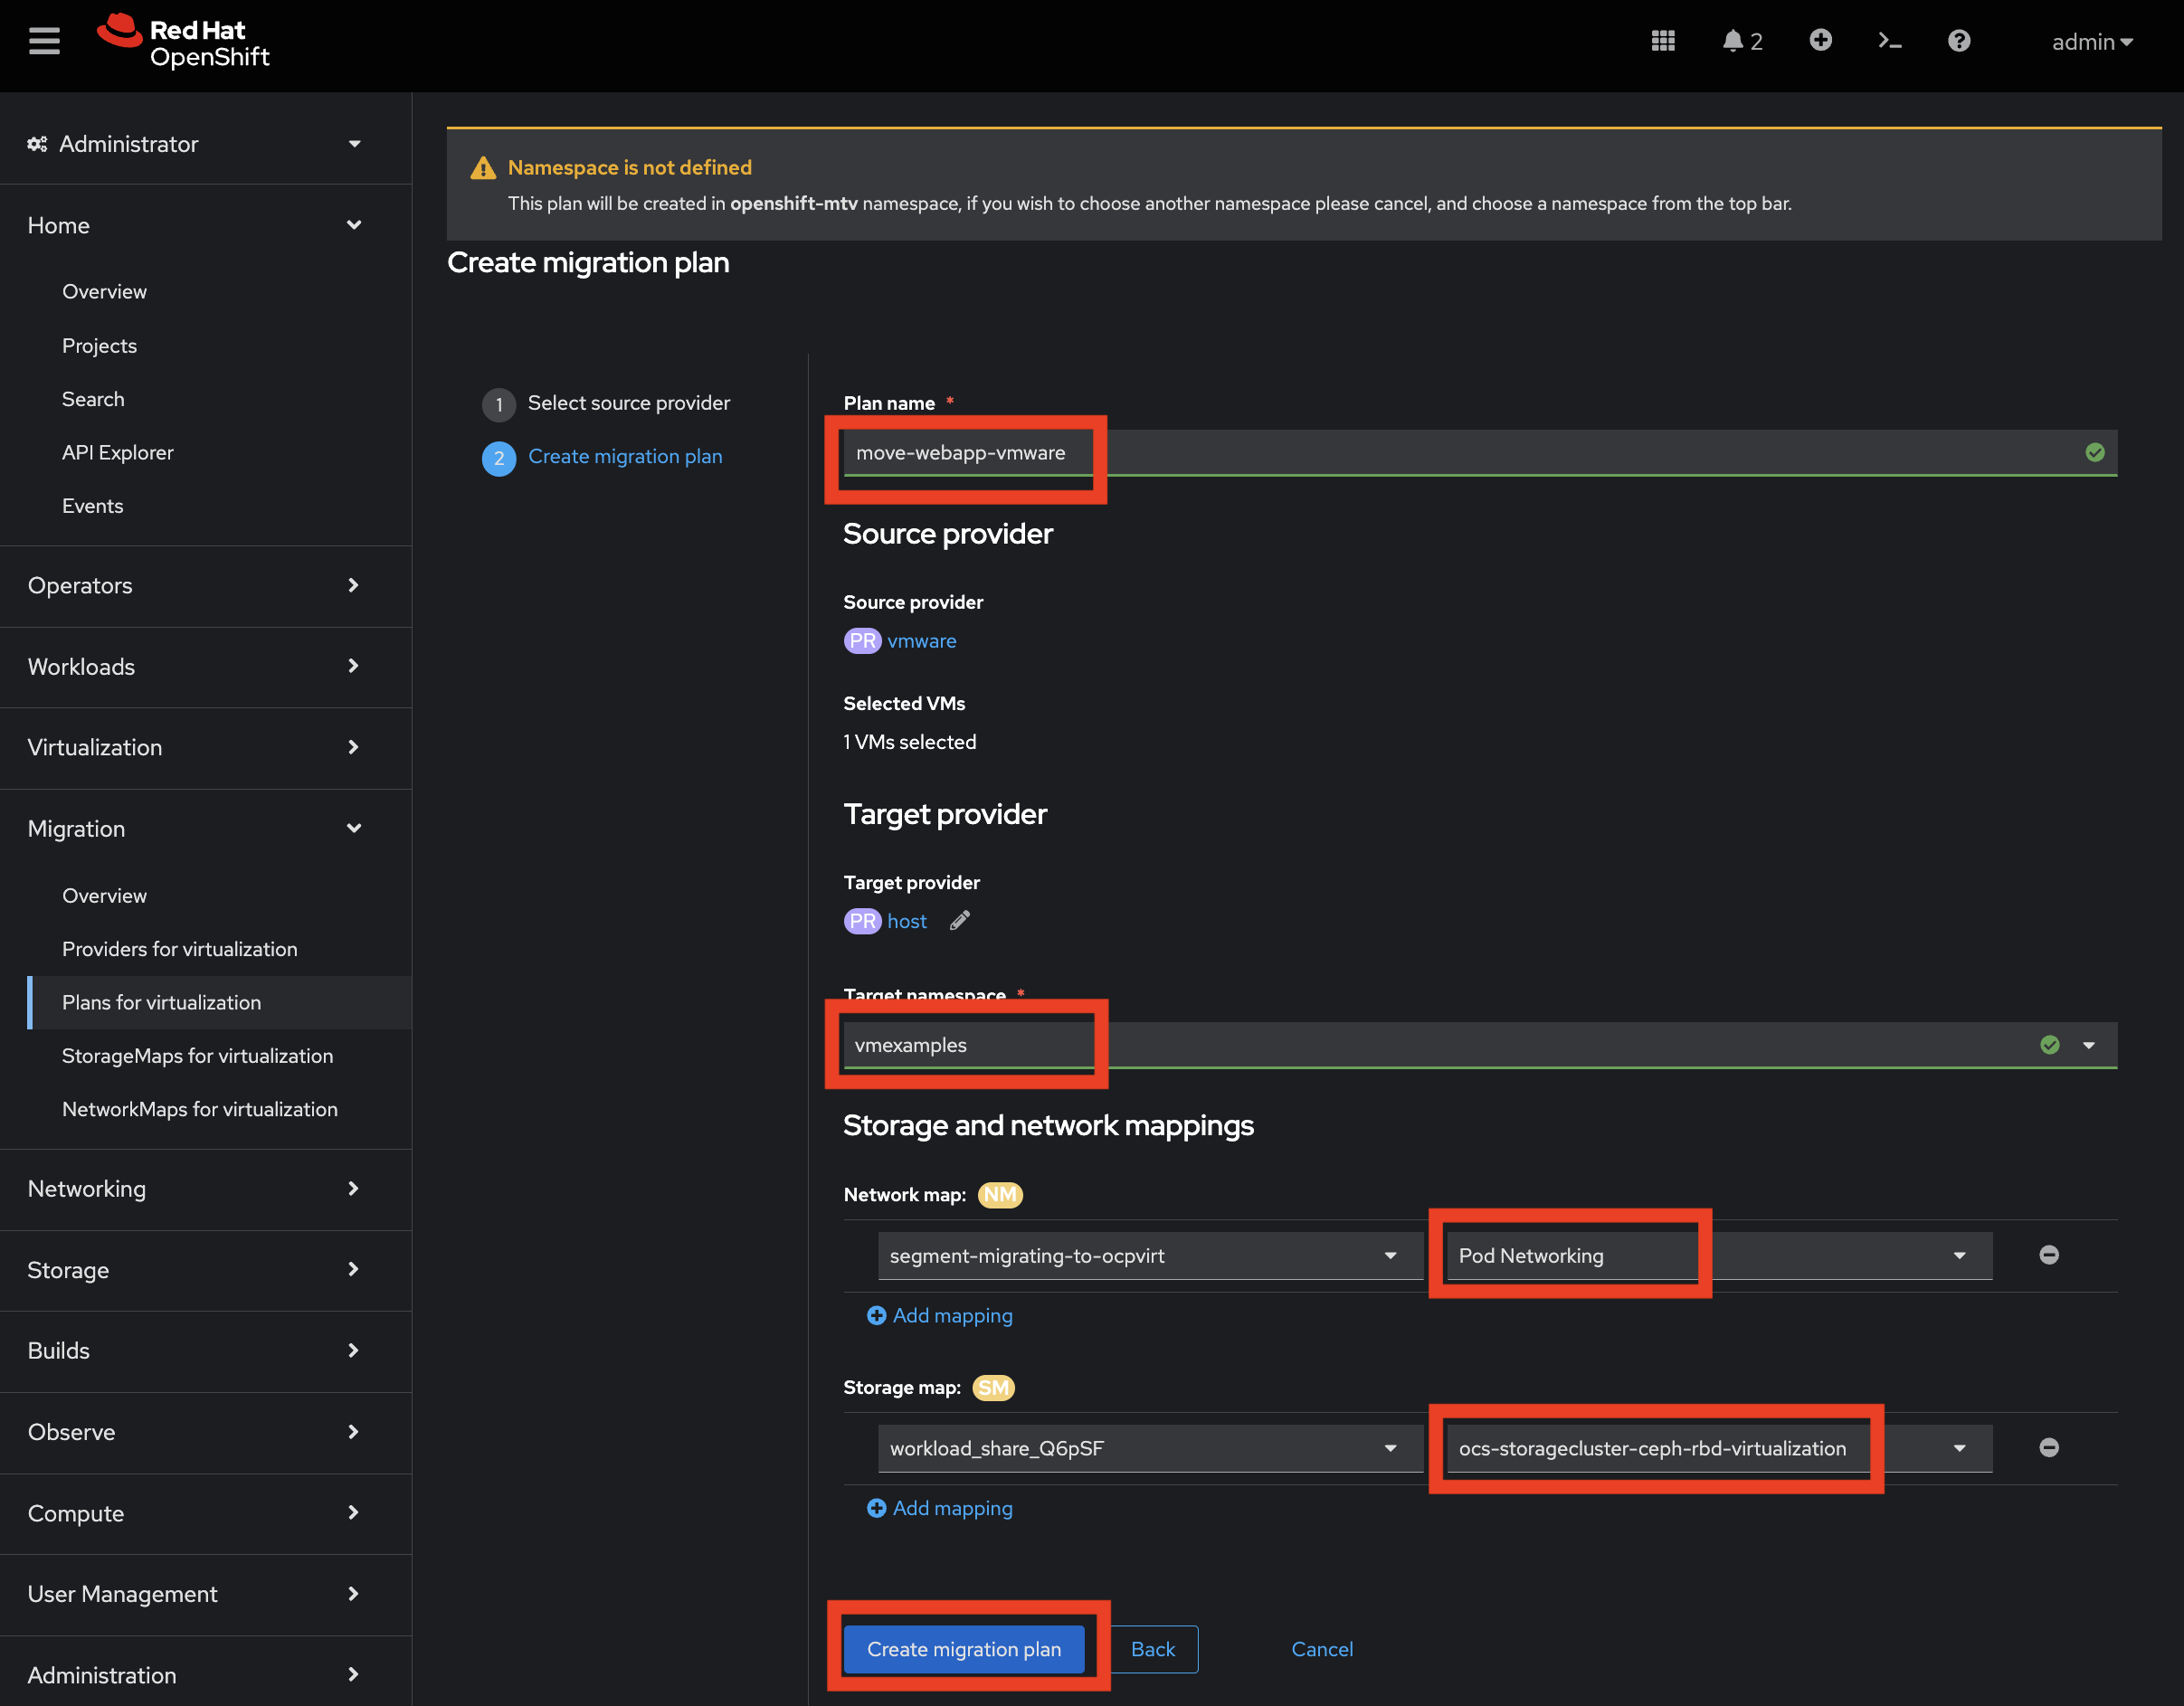 Red Hat
OpenShift
2
admin
Administrator
Home
Overview
Projects
Search
API Explorer
Events
Operators
Workloads
Virtualization
Migration
Overview
Providers for virtualization
Plans for virtualization
StorageMaps for virtualization
NetworkMaps for virtualization
Networking
Storage
Builds
Observe
Compute
User Management
Administration
Namespace is not defined
This plan will be created in openshift-mtv namespace, if you wish to choose another namespace please cancel, and choose a namespace from the top bar.
Create migration plan
1 Select source provider
2 Create migration plan
Plan name *
move-webapp-vmware
Source provider
Source provider
PR vmware
Selected VMs
1 VMs selected
Target provider
Target provider
PR host
Target namespace *
vmexamples
Storage and network mappings
Network map: NM
segment-migrating-to-ocpvirt Pod Networking
Add mapping
Storage map: SM
workload_share_Q6pSF ocs-storagecluster-ceph-rbd-virtualization
Add mapping
Create migration plan Back Cancel